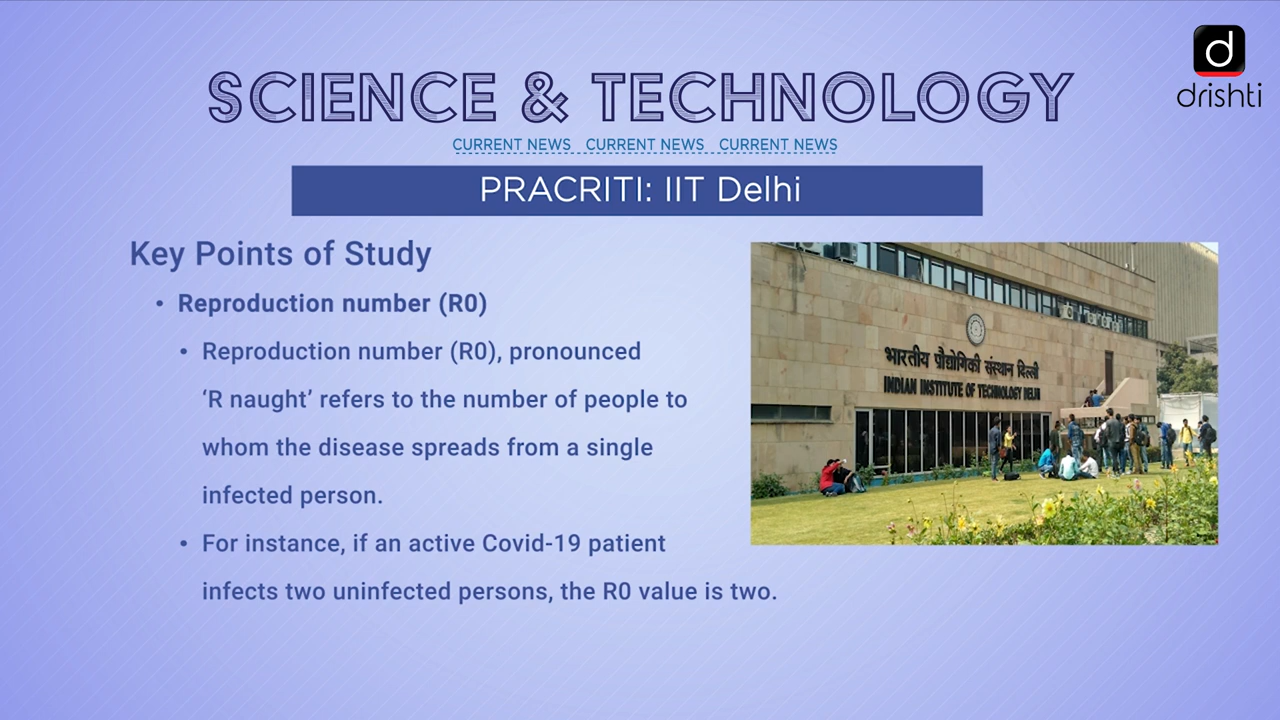 SCIENCE & TECHNOLOGY
CURRENT NEWS CURRENT NEWS CURRENT NEWS
d
drishti
PRACRITI: IIT Delhi
Key Points of Study
• Reproduction number (R0)
• Reproduction number (R0), pronounced
‘R naught’ refers to the number of people to
whom the disease spreads from a single
infected person.
• For instance, if an active Covid-19 patient
infects two uninfected persons, the R0 value is two.
भारतीय प्रौद्योगिकी संस्थान दिल्ली
INDIAN INSTITUTE OF TECHNOLOGY DELHI